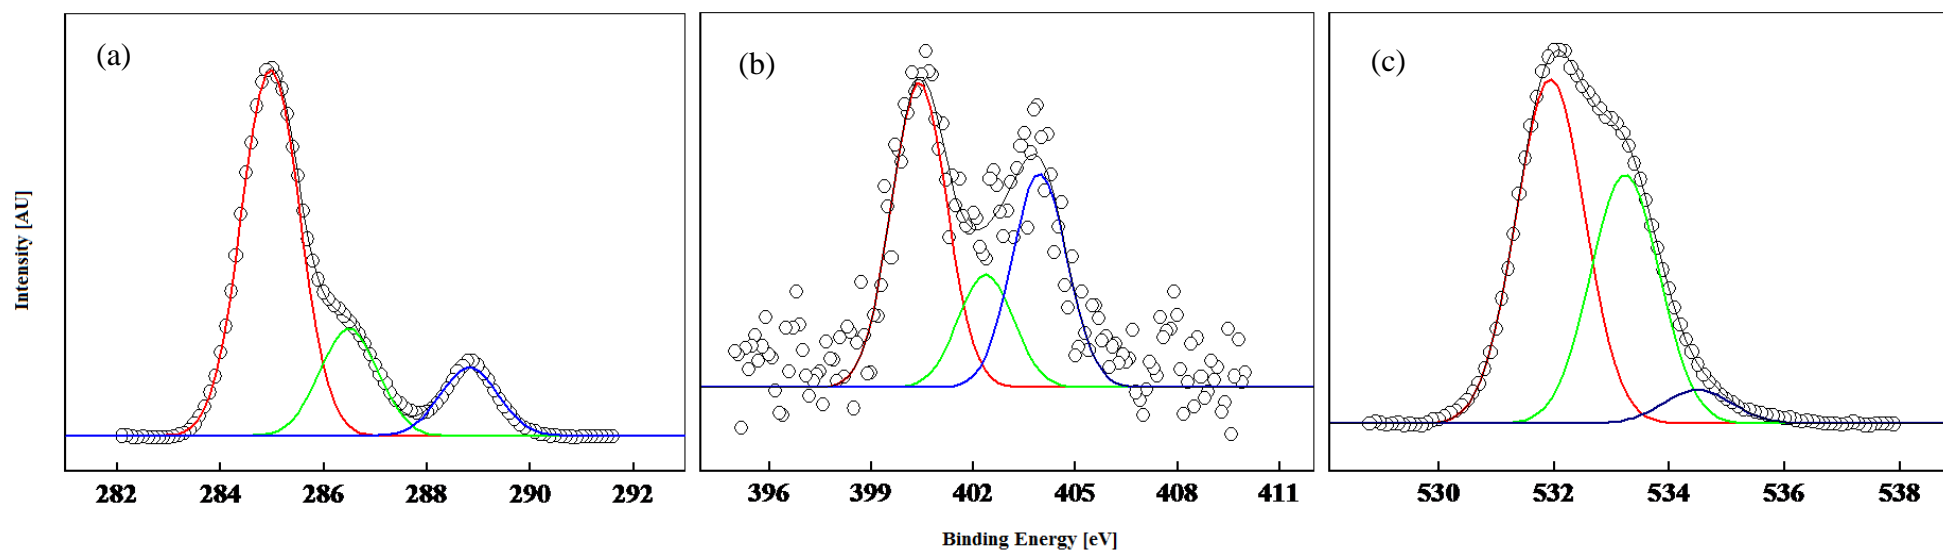 (a)
(b)
(c)
Intensity [AU]
282 284 286 288 290 292
396 399 402 405 408 411
530 532 534 536 538
Binding Energy [eV]